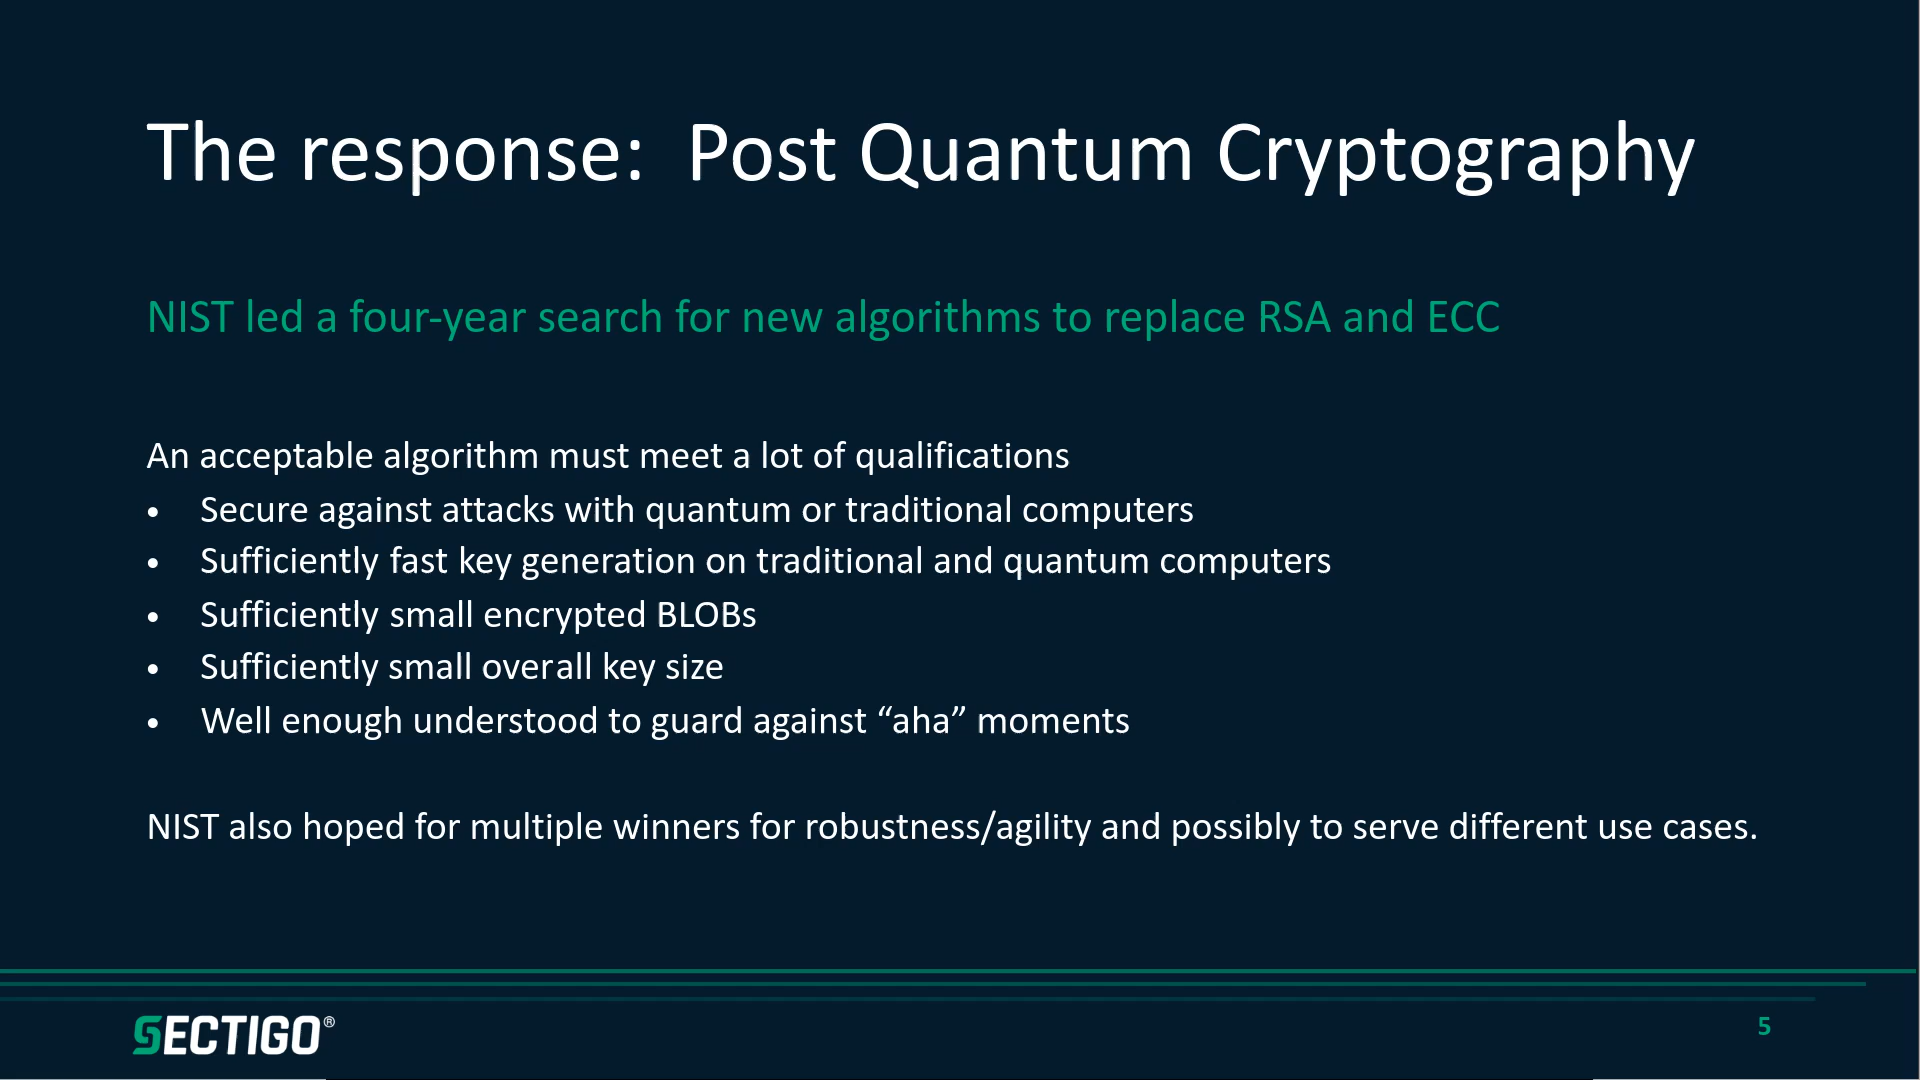 The response:  Post Quantum Cryptography
NIST led a four-year search for new algorithms to replace RSA and ECC
An acceptable algorithm must meet a lot of qualifications
• Secure against attacks with quantum or traditional computers
• Sufficiently fast key generation on traditional and quantum computers
• Sufficiently small encrypted BLOBs
• Sufficiently small overall key size
• Well enough understood to guard against “aha” moments
NIST also hoped for multiple winners for robustness/agility and possibly to serve different use cases.
SECTIGO®
5